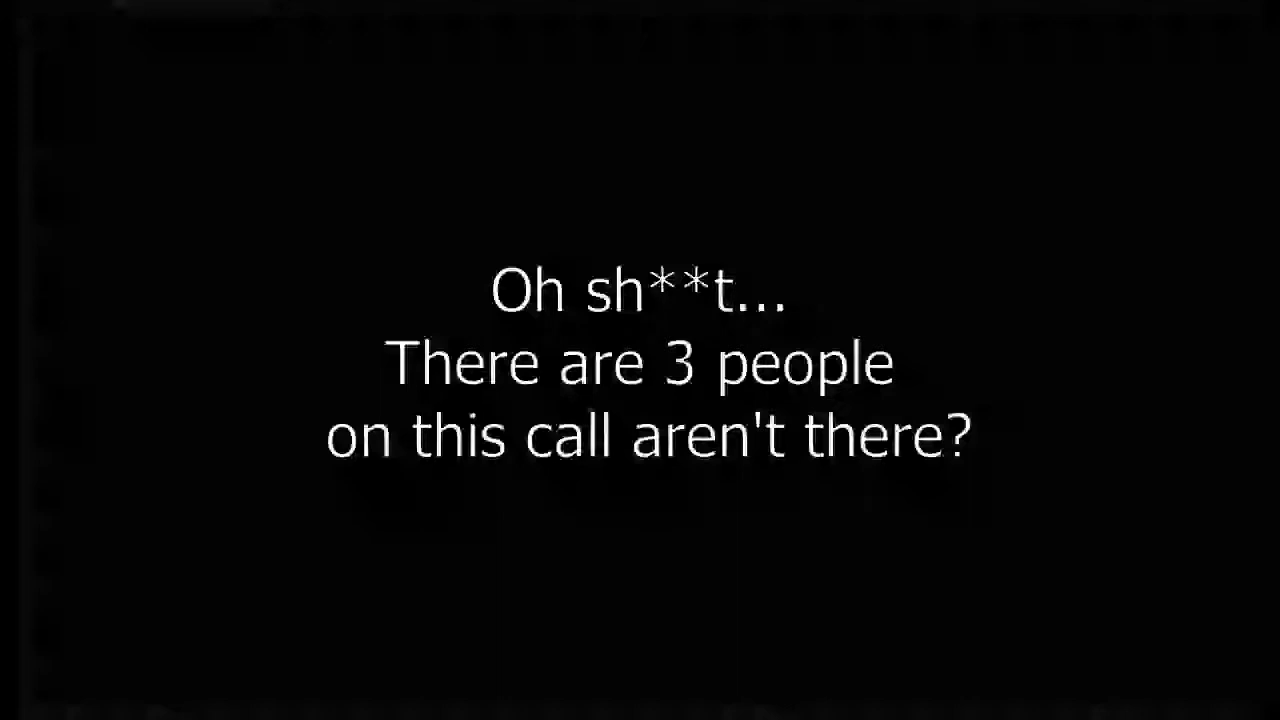 Oh sh**t...
There are 3 people
on this call aren't there?